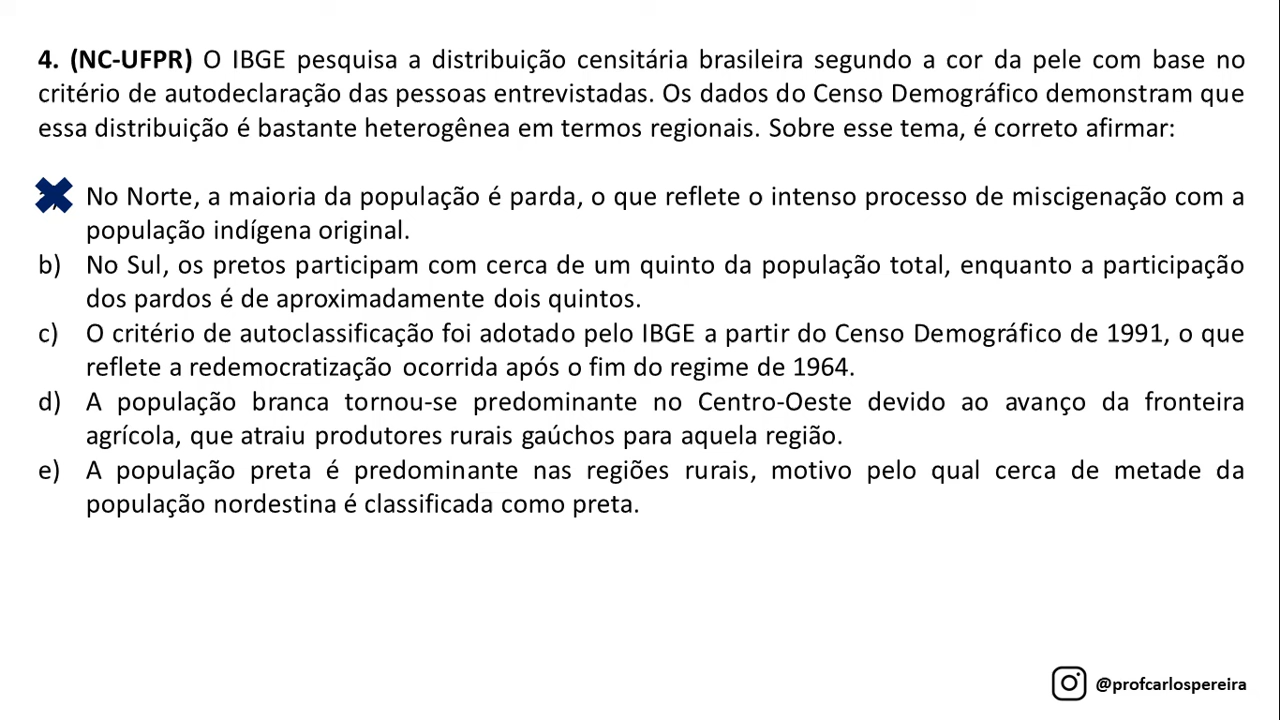 4. (NC-UFPR) O IBGE pesquisa a distribuição censitária brasileira segundo a cor da pele com base no
critério de autodeclaração das pessoas entrevistadas. Os dados do Censo Demográfico demonstram que
essa distribuição é bastante heterogênea em termos regionais. Sobre esse tema, é correto afirmar:
No Norte, a maioria da população é parda, o que reflete o intenso processo de miscigenação com a
população indígena original.
b) No Sul, os pretos participam com cerca de um quinto da população total, enquanto a participação
dos pardos é de aproximadamente dois quintos.
c) O critério de autoclassificação foi adotado pelo IBGE a partir do Censo Demográfico de 1991, o que
reflete a redemocratização ocorrida após o fim do regime de 1964.
d) A população branca tornou-se predominante no Centro-Oeste devido ao avanço da fronteira
agrícola, que atraiu produtores rurais gaúchos para aquela região.
e) A população preta é predominante nas regiões rurais, motivo pelo qual cerca de metade da
população nordestina é classificada como preta.
@profcarlospereira